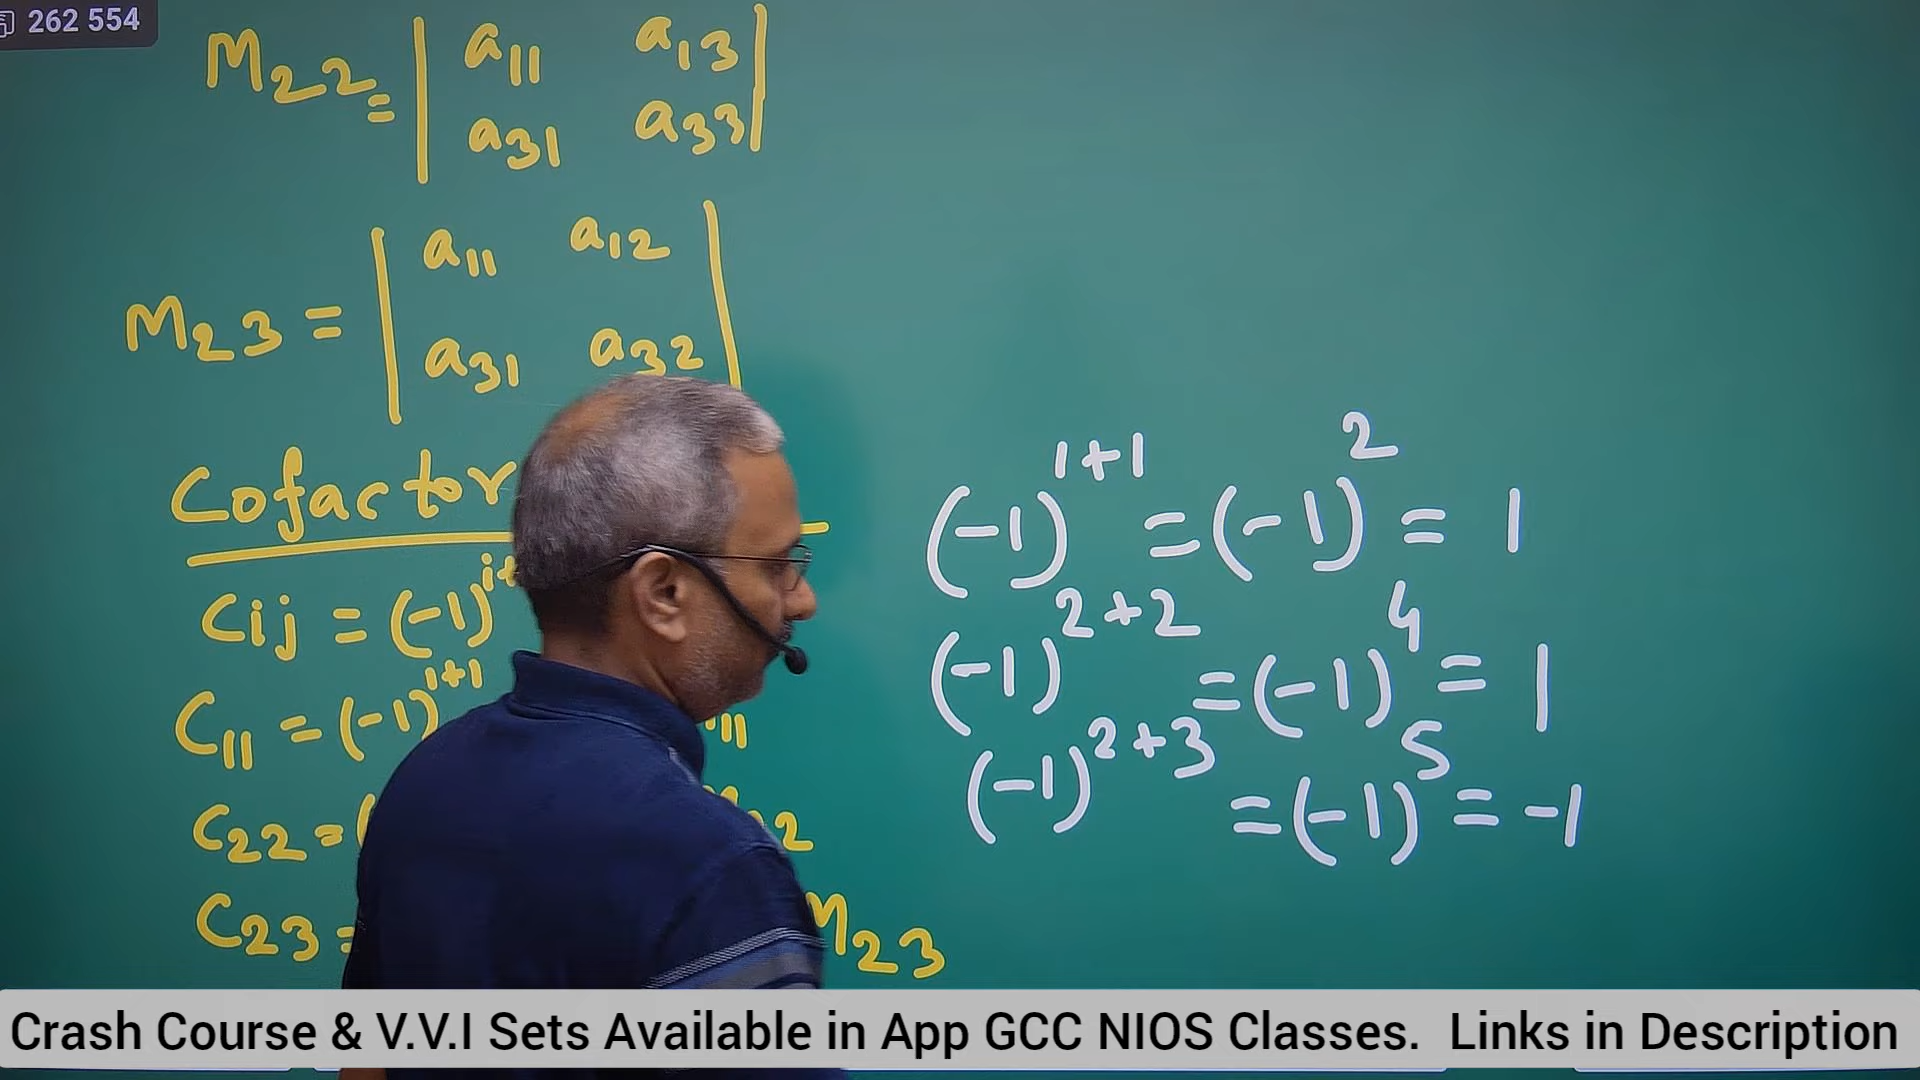 262 554
M22 = | a11 a13 |
| a31 a33 |
M23 = | a11 a12 |
| a31 a32 |
Cofactor
Cij = (-1)^i+
C11 = (-1)^1+1 11
C22 = ( 2
C23 = M23
(-1)^1+1 = (-1)^2 = 1
(-1)^2+2 = (-1)^4 = 1
(-1)^2+3 = (-1)^5 = -1
Crash Course & V.V.I Sets Available in App GCC NIOS Classes. Links in Description